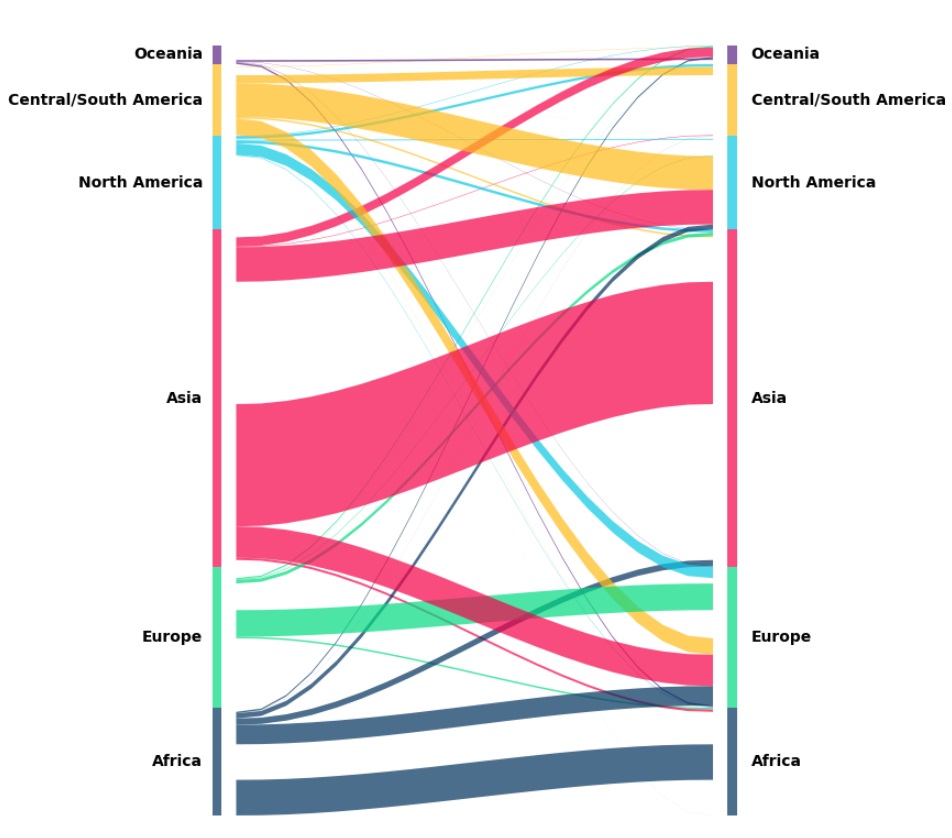 Oceania
Oceania
Central/South America
Central/South America
North America
North America
Asia
Asia
Europe
Europe
Africa
Africa